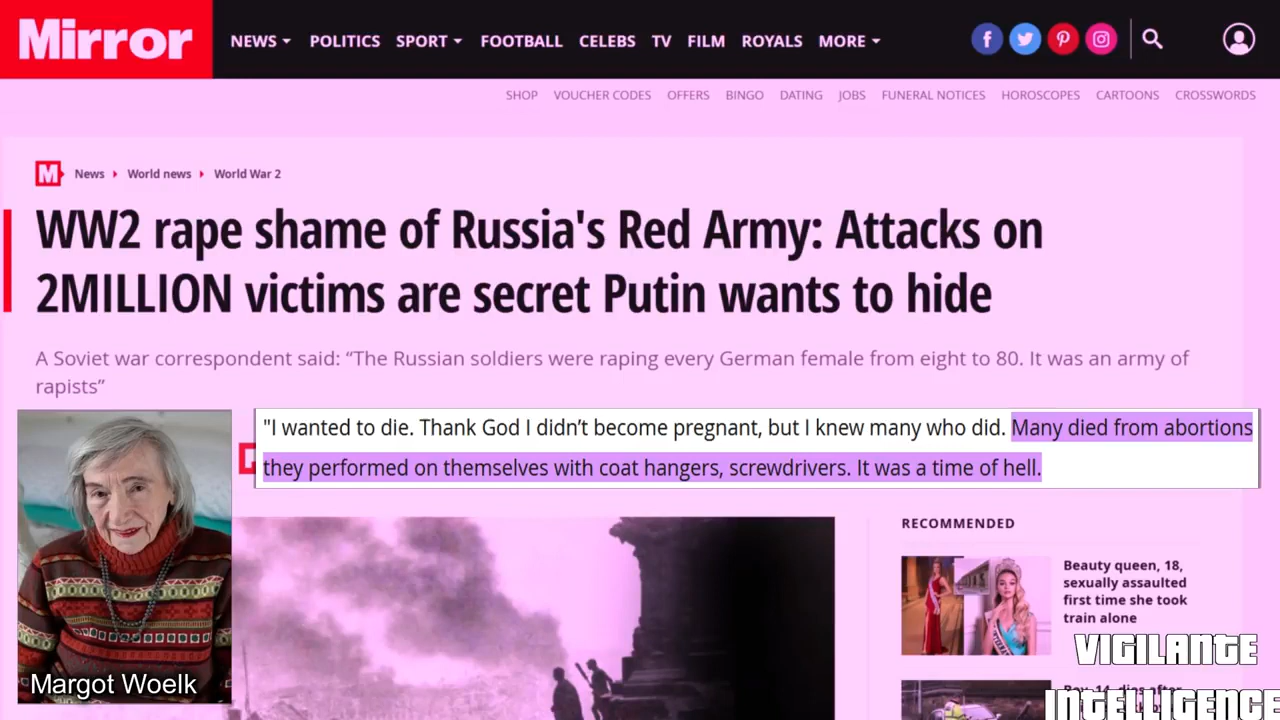 Mirror
NEWS POLITICS SPORT FOOTBALL CELEBS TV FILM ROYALS MORE
SHOP VOUCHER CODES OFFERS BINGO DATING JOBS FUNERAL NOTICES HOROSCOPES CARTOONS CROSSWORDS
M News World news World War 2
WW2 rape shame of Russia's Red Army: Attacks on
2MILLION victims are secret Putin wants to hide
A Soviet war correspondent said: “The Russian soldiers were raping every German female from eight to 80. It was an army of
rapists”
"I wanted to die. Thank God I didn’t become pregnant, but I knew many who did. Many died from abortions
they performed on themselves with coat hangers, screwdrivers. It was a time of hell.
Margot Woelk
RECOMMENDED
Beauty queen, 18,
sexually assaulted
first time she took
train alone
VIGILANTE
INTELLIGENCE